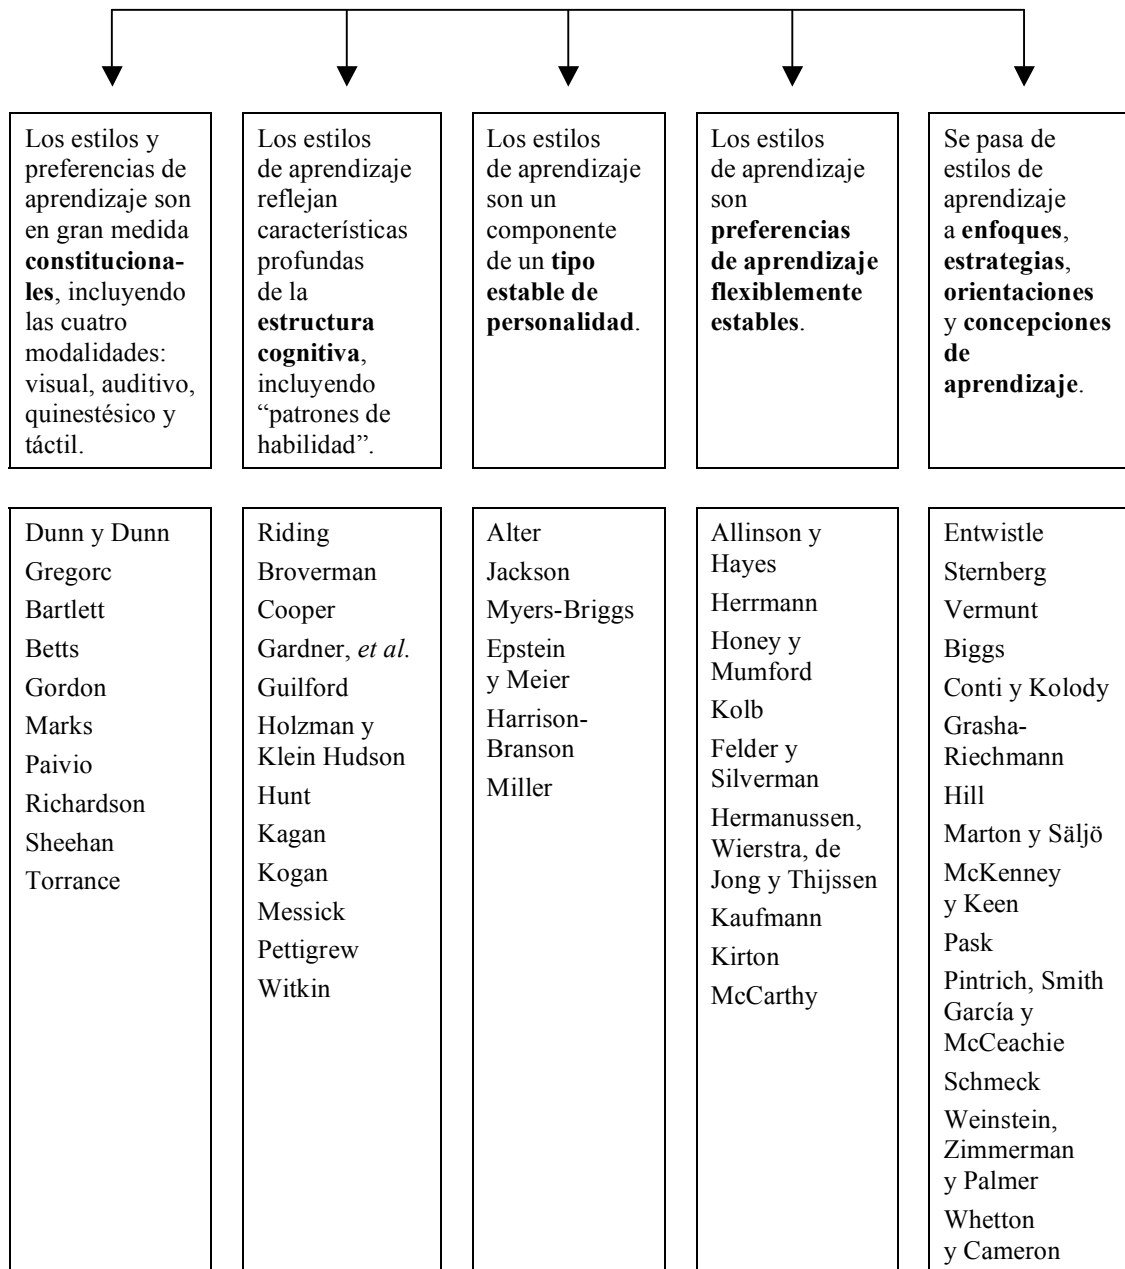 Los estilos y
preferencias de
aprendizaje son
en gran medida
constituciona-
les, incluyendo
las cuatro
modalidades:
visual, auditivo,
quinestésico y
táctil.
Los estilos
de aprendizaje
reflejan
características
profundas
de la
estructura
cognitiva,
incluyendo
“patrones de
habilidad”.
Los estilos
de aprendizaje
son un
componente
de un tipo
estable de
personalidad.
Los estilos
de aprendizaje
son
preferencias
de aprendizaje
flexiblemente
estables.
Se pasa de
estilos de
aprendizaje
a enfoques,
estrategias,
orientaciones
y concepciones
de
aprendizaje.
Dunn y Dunn
Gregorc
Bartlett
Betts
Gordon
Marks
Paivio
Richardson
Sheehan
Torrance
Riding
Broverman
Cooper
Gardner, et al.
Guilford
Holzman y
Klein Hudson
Hunt
Kagan
Kogan
Messick
Pettigrew
Witkin
Alter
Jackson
Myers-Briggs
Epstein
y Meier
Harrison-
Branson
Miller
Allinson y
Hayes
Herrmann
Honey y
Mumford
Kolb
Felder y
Silverman
Hermanussen,
Wierstra, de
Jong y Thijssen
Kaufmann
Kirton
McCarthy
Entwistle
Sternberg
Vermunt
Biggs
Conti y Kolody
Grasha-
Riechmann
Hill
Marton y Säljö
McKenney
y Keen
Pask
Pintrich, Smith
García y
McCeachie
Schmeck
Weinstein,
Zimmerman
y Palmer
Whetton
y Cameron